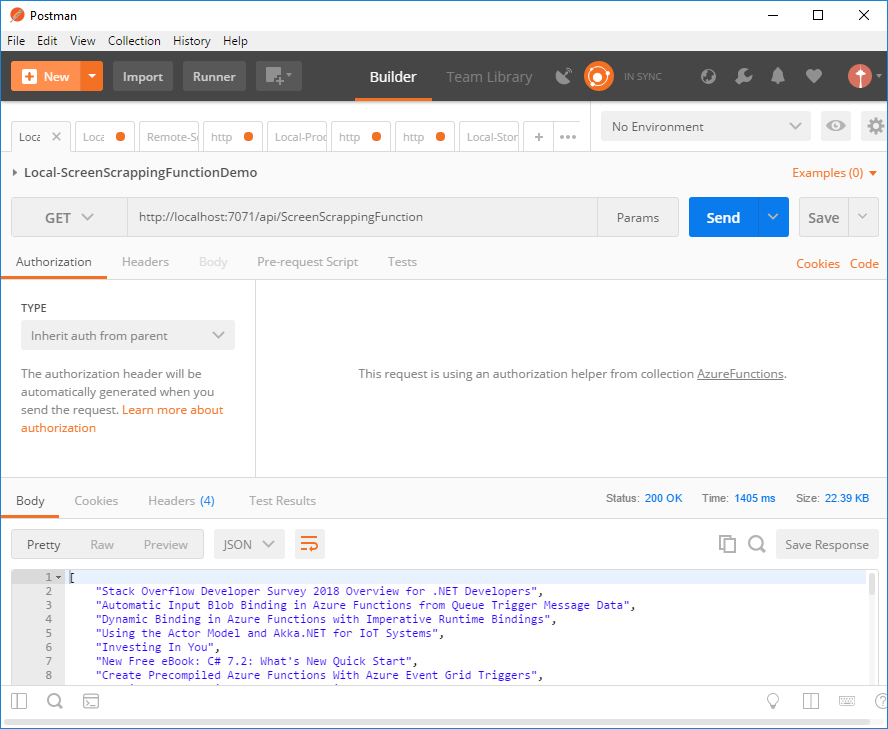 Postman
File Edit View Collection History Help
New Import Runner Builder Team Library IN SYNC
Loca Loca Remote-Sc http Local-Proc http http Local-Stor + No Environment
Local-ScreenScrappingFunctionDemo Examples (0)
GET http://localhost:7071/api/ScreenScrappingFunction Params Send Save
Authorization Headers Body Pre-request Script Tests Cookies Code
TYPE
Inherit auth from parent
The authorization header will be
automatically generated when you
send the request. Learn more about
authorization
This request is using an authorization helper from collection AzureFunctions.
Body Cookies Headers (4) Test Results Status: 200 OK Time: 1405 ms Size: 22.39 KB
Pretty Raw Preview JSON Save Response
1 [
2 "Stack Overflow Developer Survey 2018 Overview for .NET Developers",
3 "Automatic Input Blob Binding in Azure Functions from Queue Trigger Message Data",
4 "Dynamic Binding in Azure Functions with Imperative Runtime Bindings",
5 "Using the Actor Model and Akka.NET for IoT Systems",
6 "Investing In You",
7 "New Free eBook: C# 7.2: What's New Quick Start",
8 "Create Precompiled Azure Functions With Azure Event Grid Triggers",